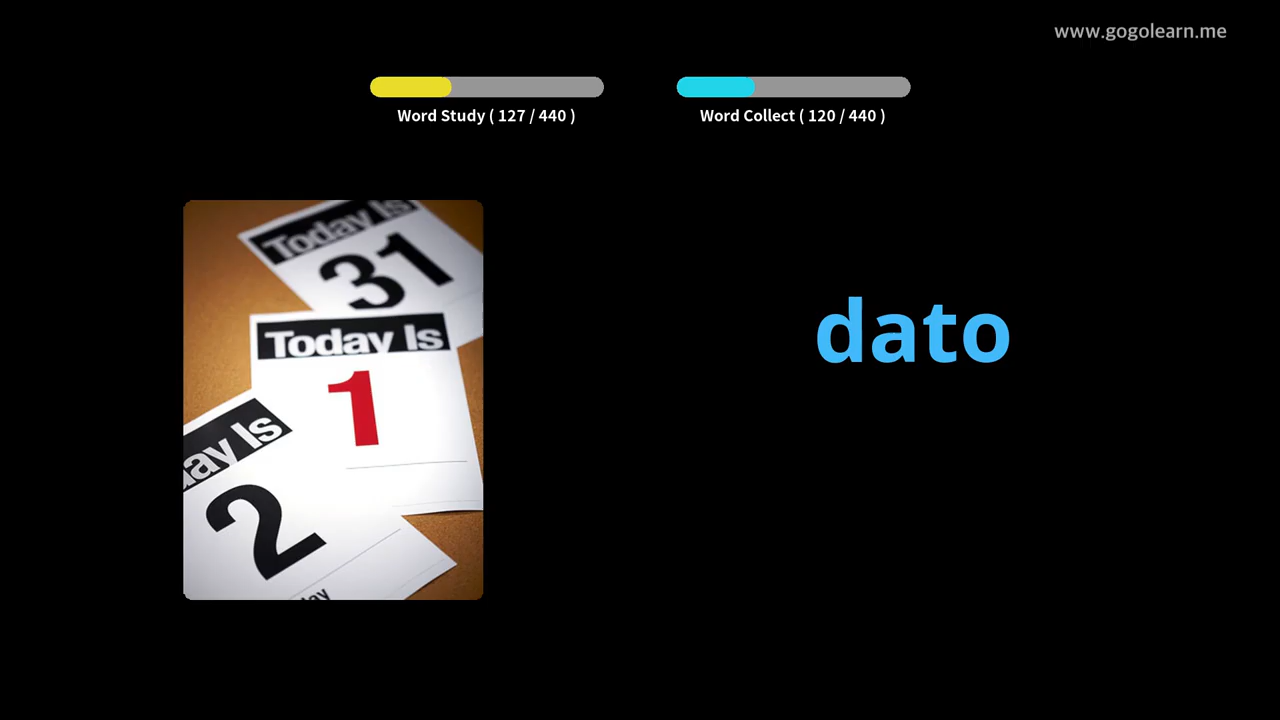 www.gogolearn.me
Word Study ( 127 / 440 )
Word Collect ( 120 / 440 )
Today Is
31
Today Is
1
dato
ay Is
2
ay